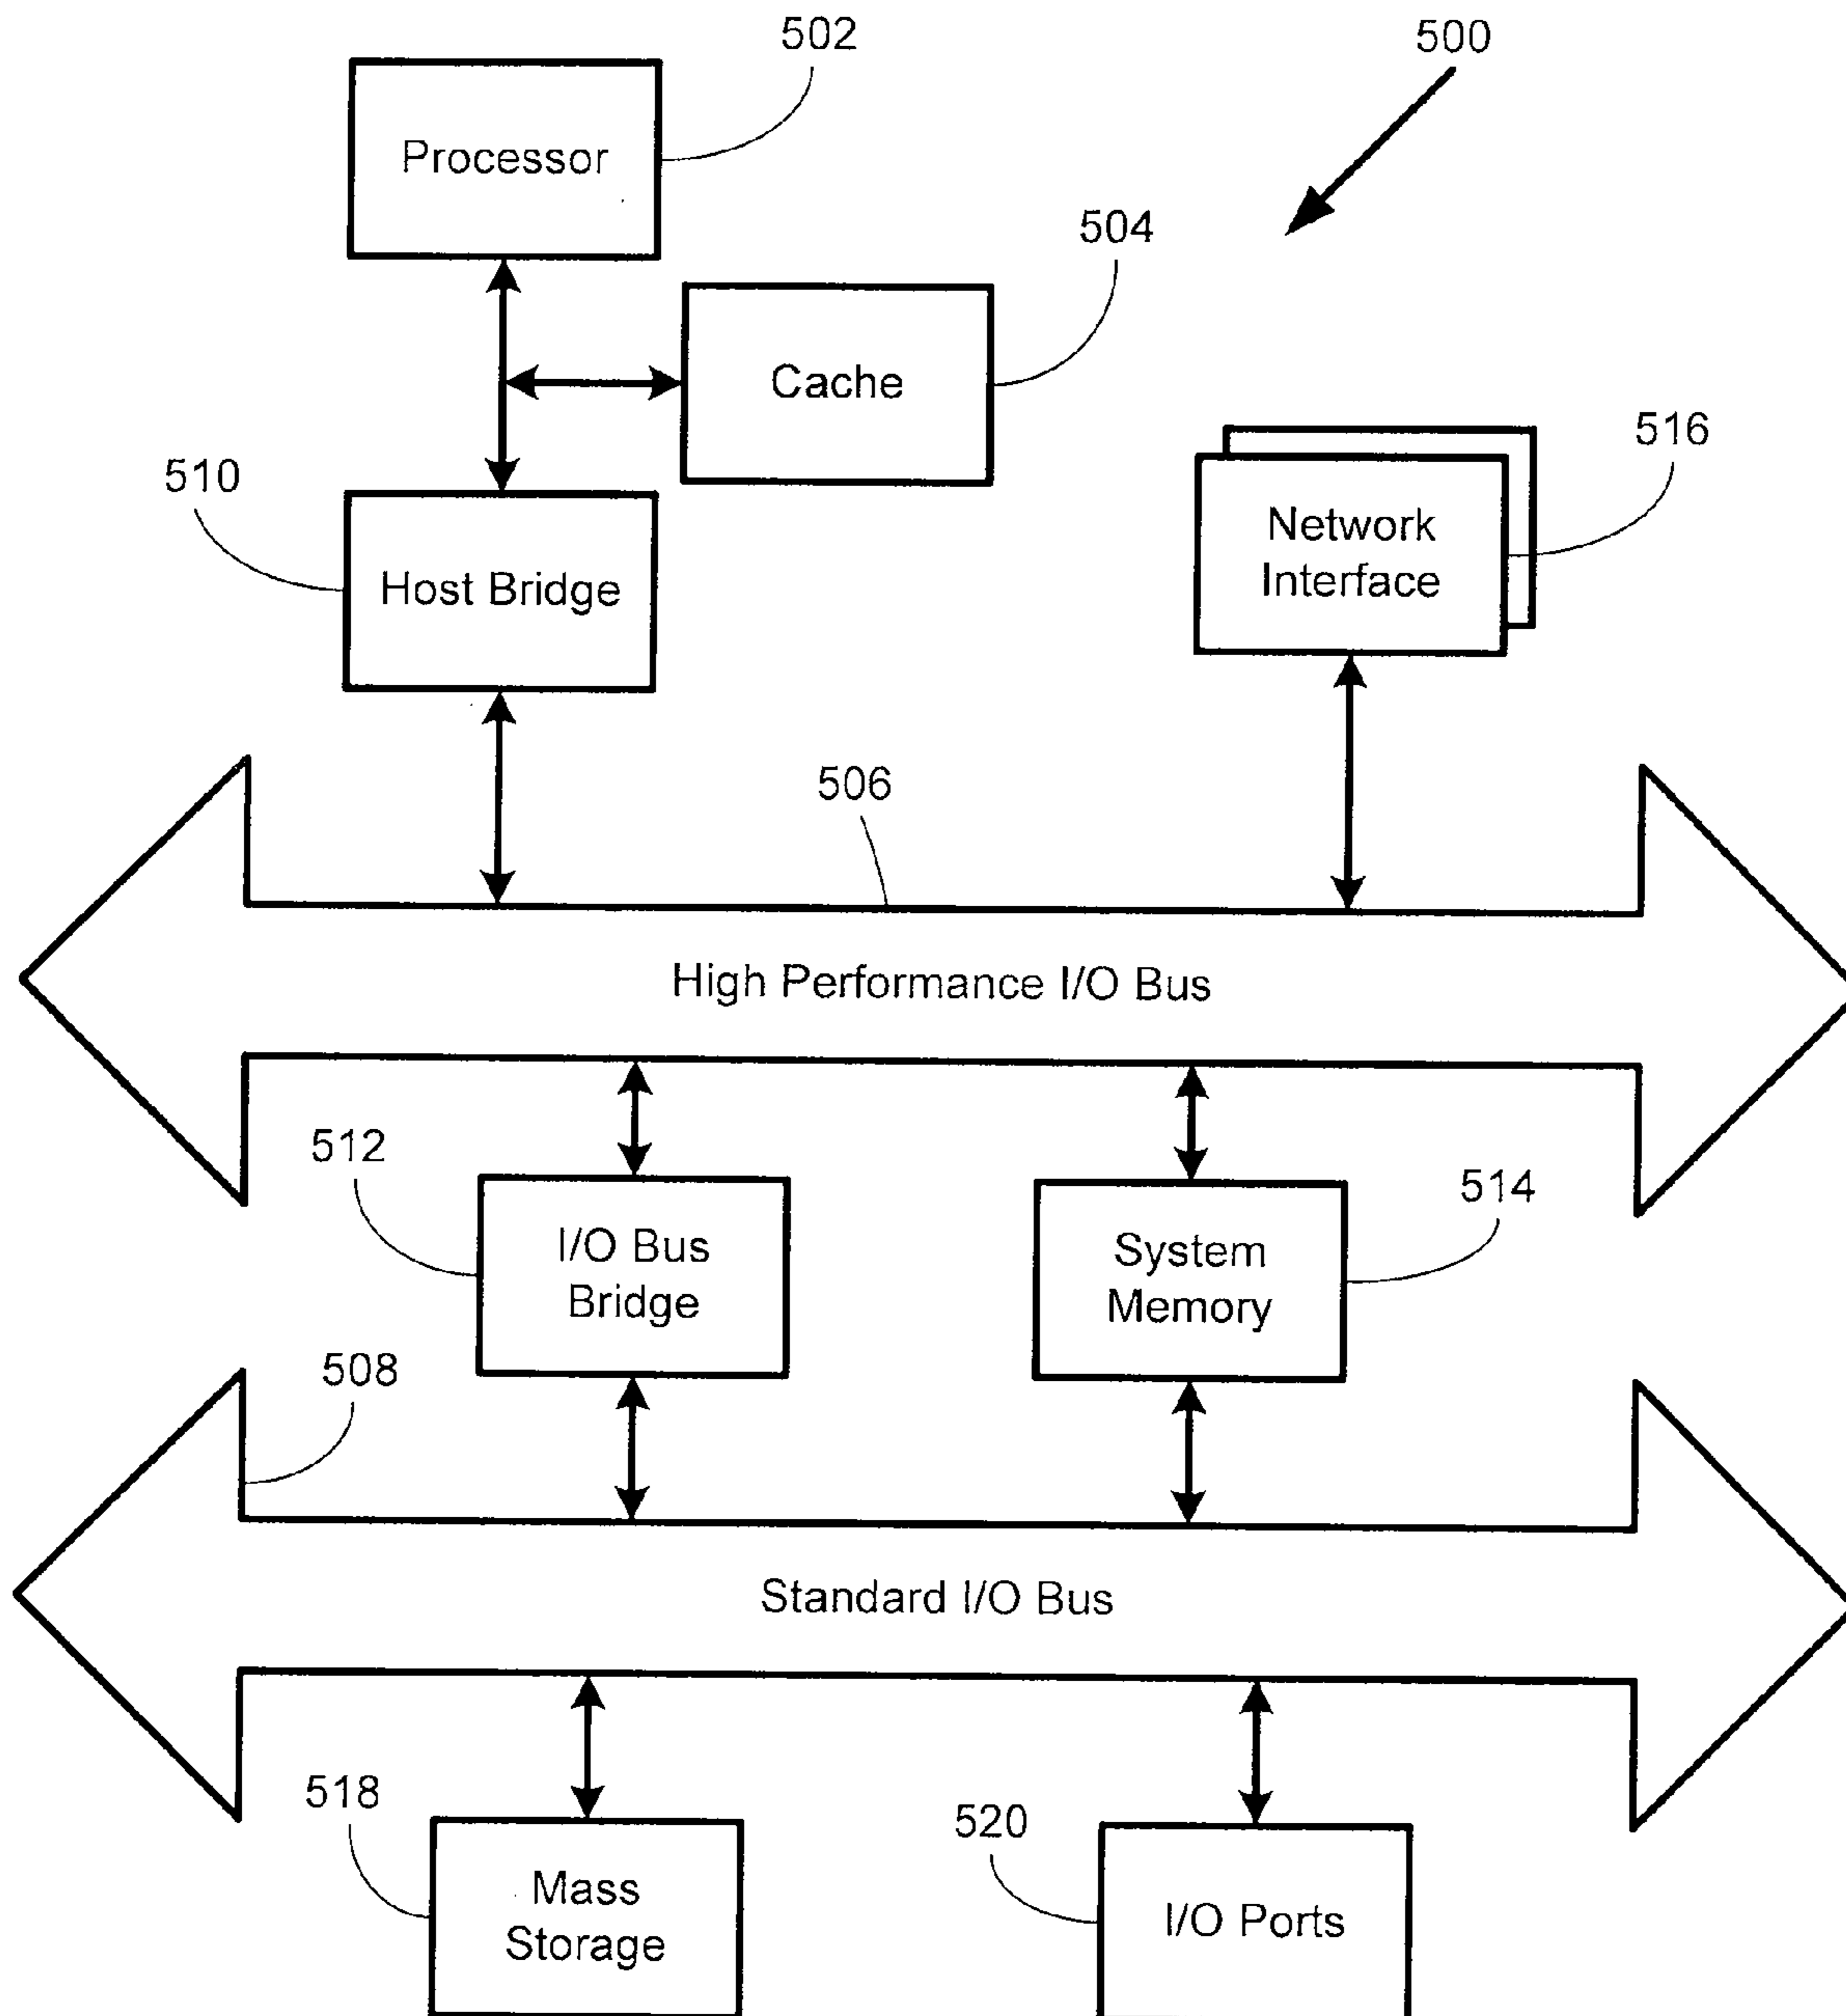 502
500
Processor
504
Cache
516
510
Network
Interface
Host Bridge
506
High Performance I/O Bus
512
514
I/O Bus
Bridge
System
Memory
508
Standard I/O Bus
518
520
Mass
Storage
I/O Ports